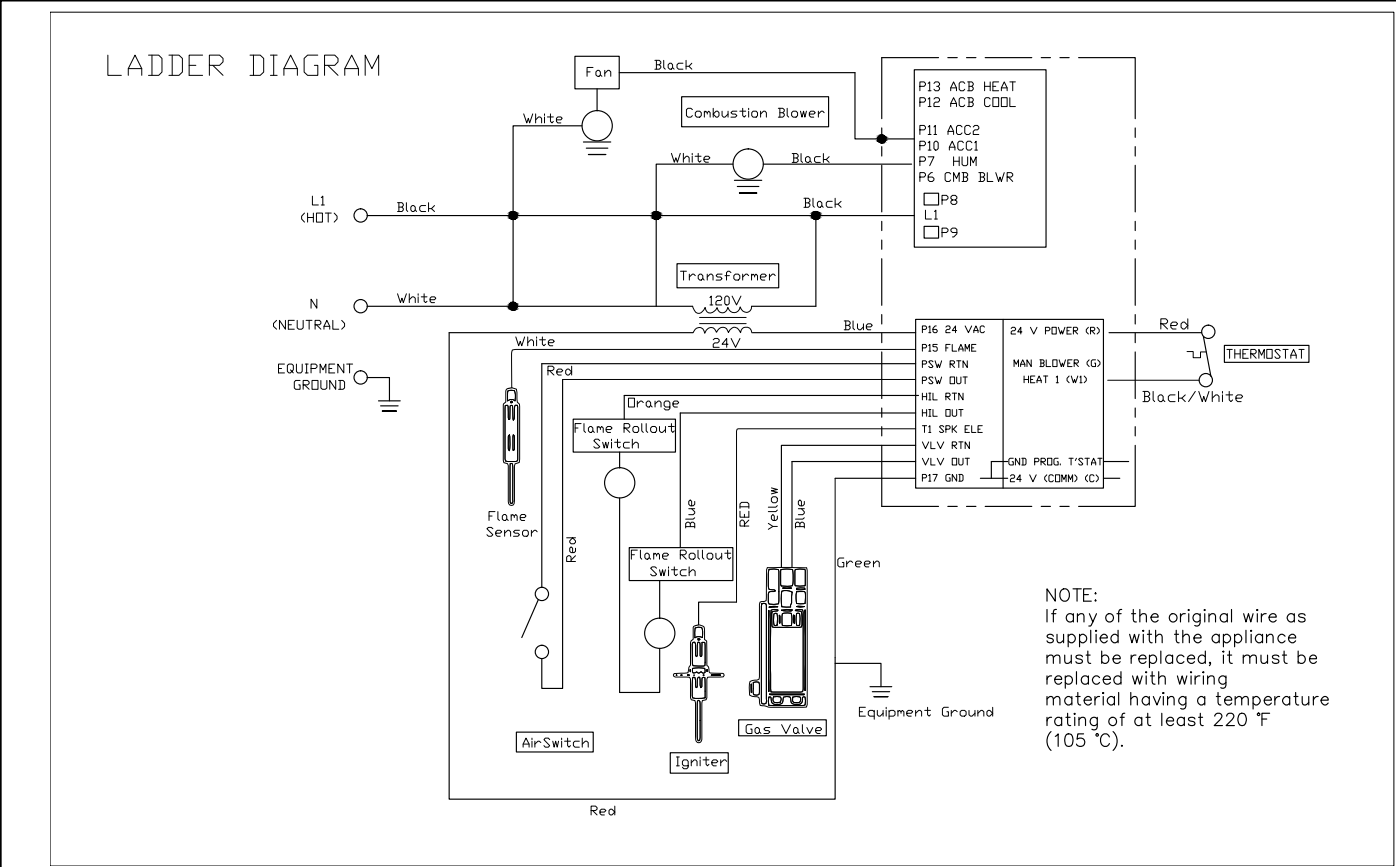 LADDER DIAGRAM
Fan
Black
White
Combustion Blower
White
Black
P13 ACB HEAT
P12 ACB COOL
P11 ACC2
P10 ACC1
P7 HUM
P6 CMB BLWR
P8
L1
P9
L1
(HOT)
Black
Black
N
(NEUTRAL)
White
Transformer
120V
24V
Blue
EQUIPMENT
GROUND
White
Red
Orange
P16 24 VAC
P15 FLAME
PSW RTN
PSW OUT
HIL RTN
HIL OUT
T1 SPK ELE
VLV RTN
VLV OUT
P17 GND
24 V POWER (R)
MAN BLOWER (G)
HEAT 1 (W1)
GND PROG. T'STAT
24 V (COMM) (C)
Red
THERMOSTAT
Black/White
Flame Rollout
Switch
Flame
Sensor
Red
Blue
RED
Yellow
Blue
Flame Rollout
Switch
Green
Equipment Ground
AirSwitch
Igniter
Gas Valve
Red
NOTE:
If any of the original wire as
supplied with the appliance
must be replaced, it must be
replaced with wiring
material having a temperature
rating of at least 220 °F
(105 °C).